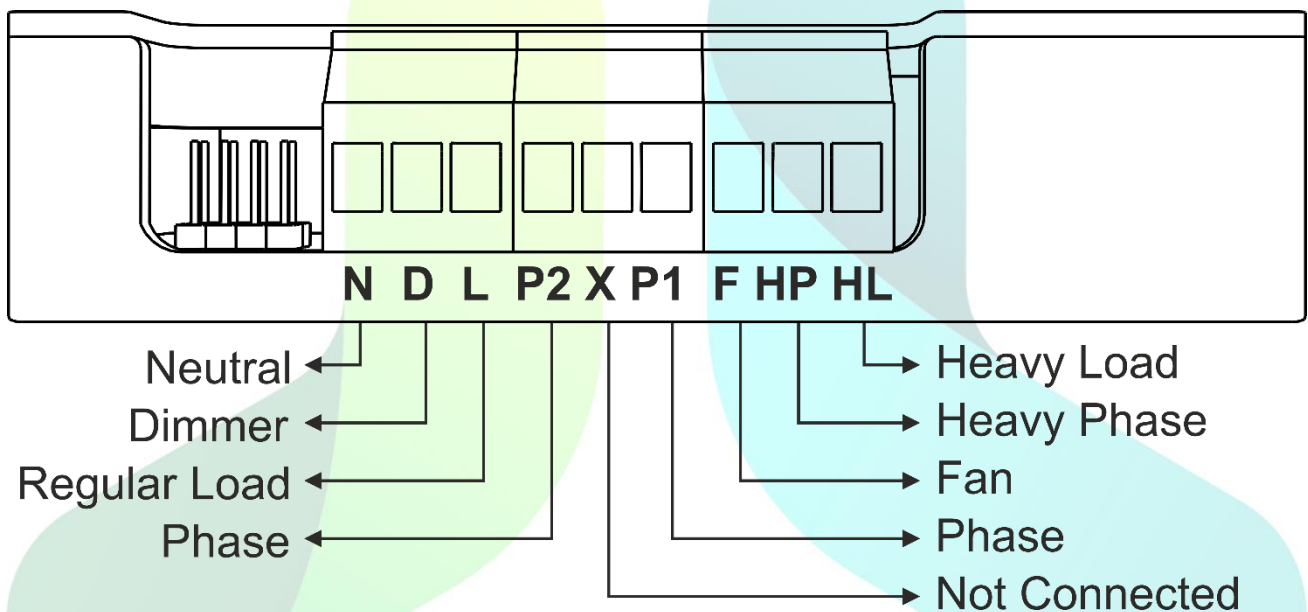 N D L P2 X P1 F HP HL
Neutral
Dimmer
Regular Load
Phase
Heavy Load
Heavy Phase
Fan
Phase
Not Connected